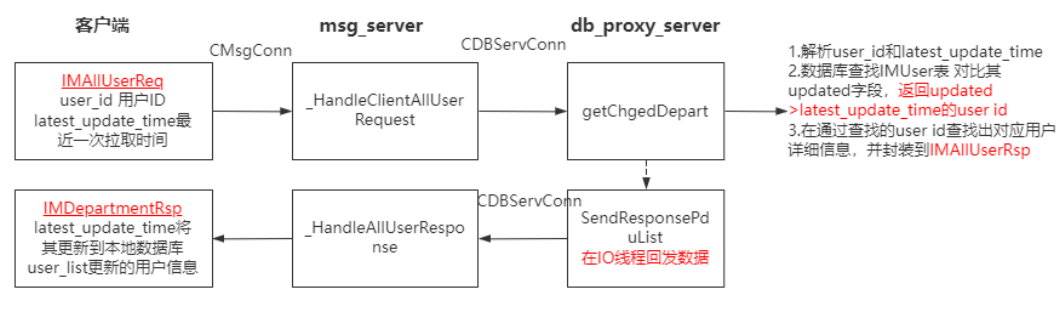 客户端
msg_server
db_proxy_server
CMsgConn
CDBServConn
IMAllUserReq
user_id 用户ID
latest_update_time最
近一次拉取时间
_HandleClientAllUser
Request
getChgedDepart
1.解析user_id和latest_update_time
2.数据库查找IMUser表 对比其
updated字段，返回updated
>latest_update_time的user id
3.在通过查找的user id查找出对应用户
详细信息，并封装到IMAllUserRsp
IMDepartmentRsp
latest_update_time将
其更新到本地数据库
user_list更新的用户信息
_HandleAllUserRespo
nse
CDBServConn
SendResponsePd
uList
在IO线程回发数据